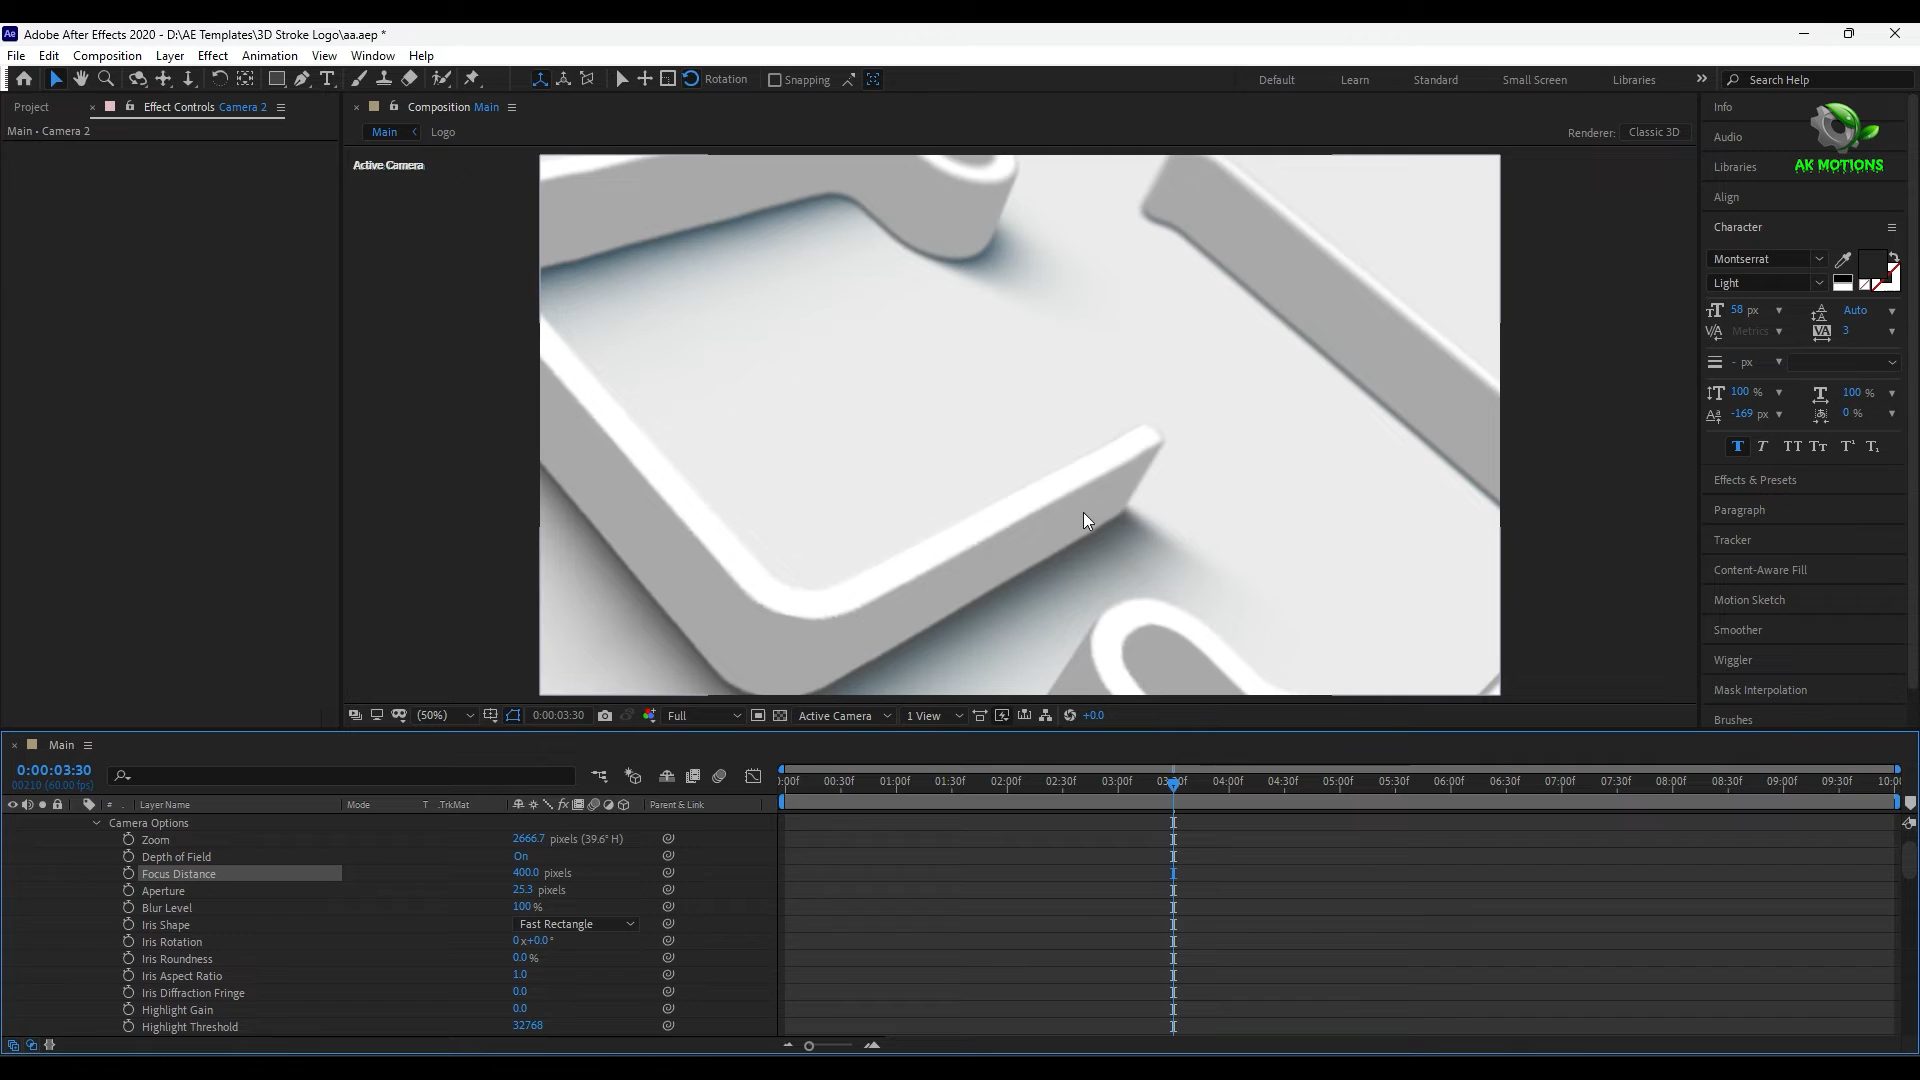 Adobe After Effects 2020 - D:\AE Templates\3D Stroke Logo\aa.aep *
File Edit Composition Layer Effect Animation View Window Help
Rotation Snapping Default Learn Standard Small Screen Libraries Search Help
Project Effect Controls Camera 2 Composition Main Info
Main • Camera 2 Main Logo Renderer: Classic 3D Audio
Active Camera Libraries AK MOTIONS
Align
Character
Montserrat
Light
58 px Auto
Metrics 3
- px
100 % 100 %
-169 px 0 %
Effects & Presets
Paragraph
Tracker
Content-Aware Fill
Motion Sketch
Smoother
Wiggler
Mask Interpolation
Brushes
(50%) 0:00:03:30 Full Active Camera 1 View +0.0
Main
0:00:03:30
00210 (60.00 fps)
:00f 00:30f 01:00f 01:30f 02:00f 02:30f 03:00f 03:30f 04:00f 04:30f 05:00f 05:30f 06:00f 06:30f 07:00f 07:30f 08:00f 08:30f 09:00f 09:30f 10:0
# Layer Name Mode T .TrkMat Parent & Link
Camera Options
Zoom 2666.7 pixels (39.6° H)
Depth of Field On
Focus Distance 400.0 pixels
Aperture 25.3 pixels
Blur Level 100 %
Iris Shape Fast Rectangle
Iris Rotation 0 x+0.0 °
Iris Roundness 0.0 %
Iris Aspect Ratio 1.0
Iris Diffraction Fringe 0.0
Highlight Gain 0.0
Highlight Threshold 32768